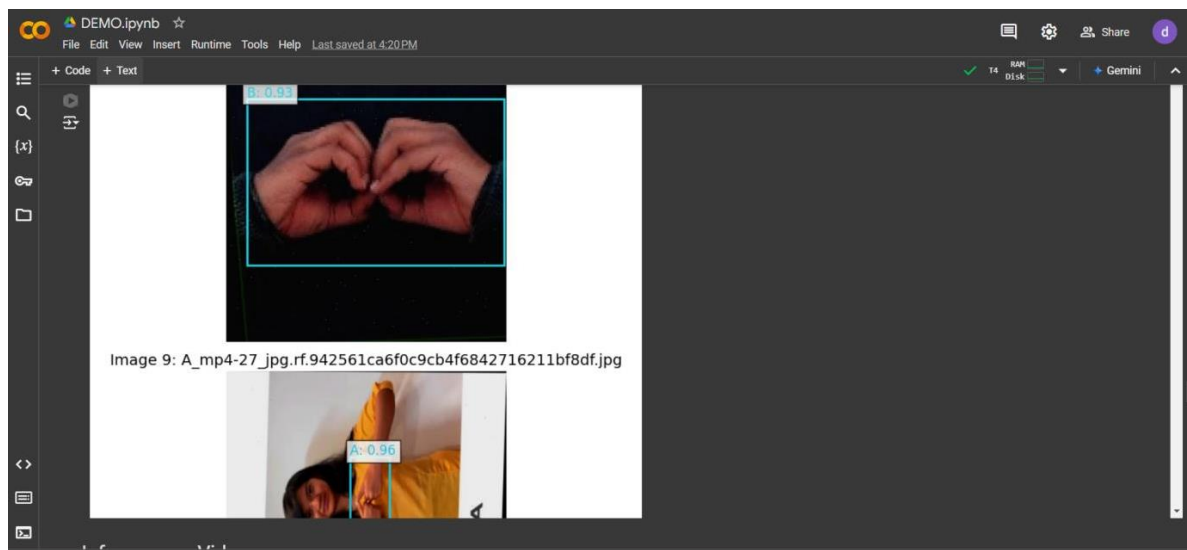 CO DEMO.ipynb ☆
File Edit View Insert Runtime Tools Help Last saved at 4:20 PM
Share
d
+ Code + Text
T4 RAM Disk
Gemini
{x}
B: 0.93
Image 9: A_mp4-27_jpg.rf.942561ca6f0c9cb4f6842716211bf8df.jpg
A: 0.96
A